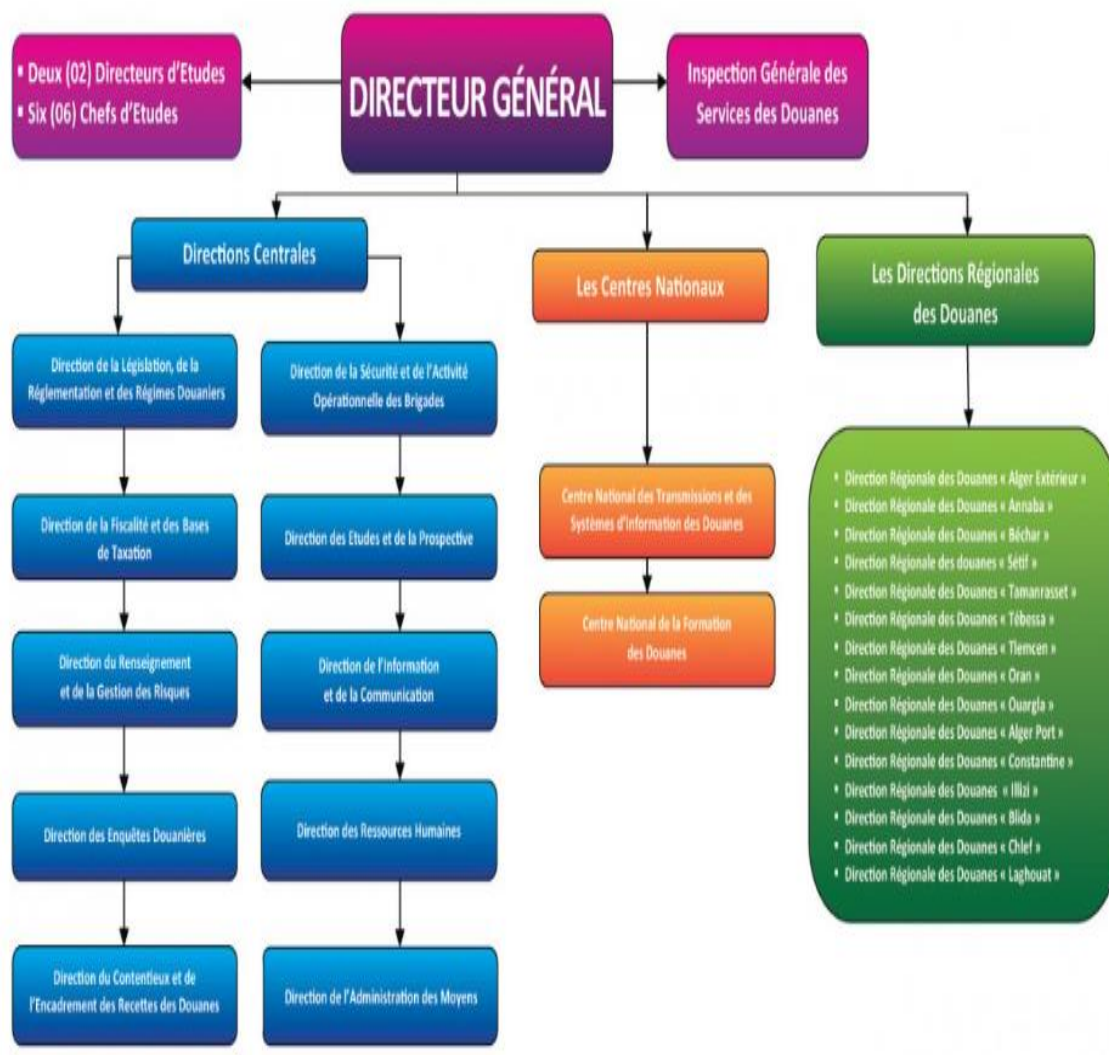 ▪ Deux (02) Directeurs d'Etudes
▪ Six (06) Chefs d'Etudes
DIRECTEUR GÉNÉRAL
Inspection Générale des
Services des Douanes
Directions Centrales
Les Centres Nationaux
Les Directions Régionales
des Douanes
Direction de la Législation, de la
Réglementation et des Régimes Douaniers
Direction de la Fiscalité et des Bases
de Taxation
Direction du Renseignement
et de la Gestion des Risques
Direction des Enquêtes Douanières
Direction du Contentieux et de
l'Encadrement des Recettes des Douanes
Direction de la Sécurité et de l'Activité
Opérationnelle des Brigades
Direction des Etudes et de la Prospective
Direction de l'Information
et de la Communication
Direction des Ressources Humaines
Direction de l'Administration des Moyens
Centre National des Transmissions et des
Systèmes d'Information des Douanes
Centre National de la Formation
des Douanes
• Direction Régionale des Douanes « Alger Extérieur »
• Direction Régionale des Douanes « Annaba »
• Direction Régionale des Douanes « Béchar »
• Direction Régionale des douanes « Sétif »
• Direction Régionale des Douanes « Tamanrasset »
• Direction Régionale des Douanes « Tébessa »
• Direction Régionale des Douanes « Tlemcen »
• Direction Régionale des Douanes « Oran »
• Direction Régionale des Douanes « Ouargla »
• Direction Régionale des Douanes « Alger Port »
• Direction Régionale des Douanes « Constantine »
• Direction Régionale des Douanes « Illizi »
• Direction Régionale des Douanes « Blida »
• Direction Régionale des Douanes « Chlef »
• Direction Régionale des Douanes « Laghouat »